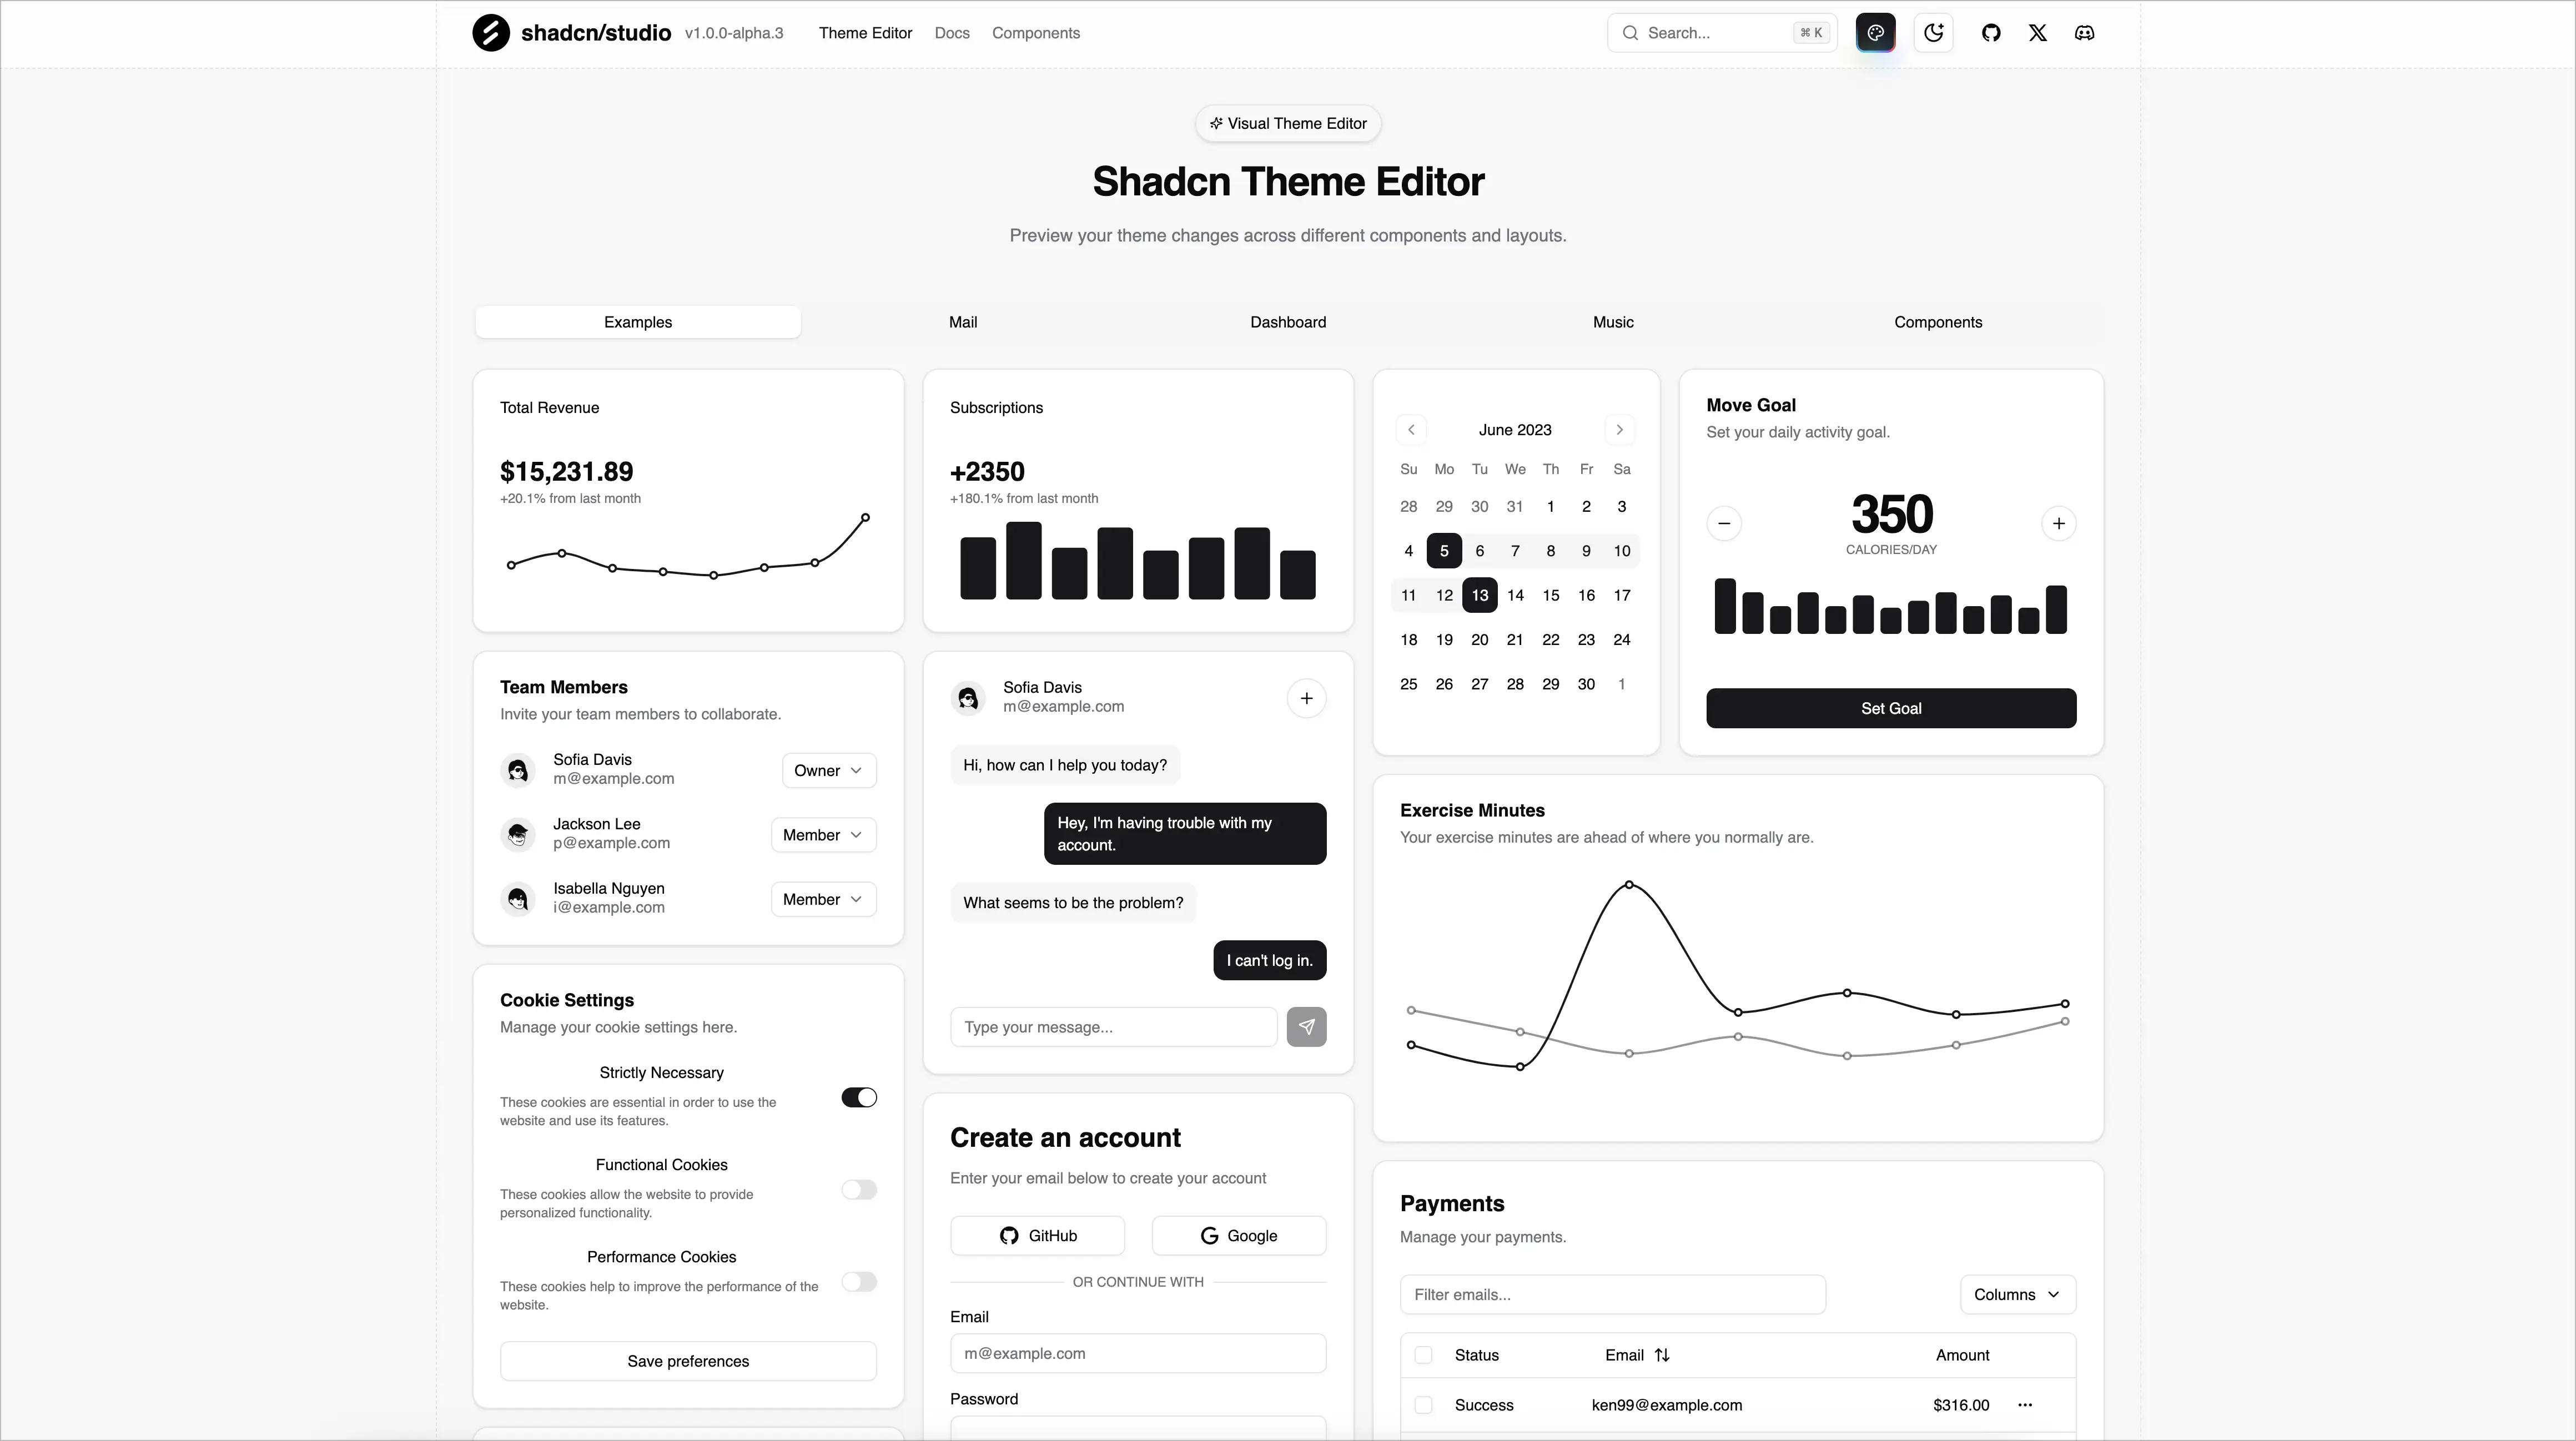 shadcn/studio v1.0.0-alpha.3 Theme Editor Docs Components Search... ⌘ K
Visual Theme Editor
Shadcn Theme Editor
Preview your theme changes across different components and layouts.
Examples Mail Dashboard Music Components
Total Revenue
$15,231.89
+20.1% from last month
Subscriptions
+2350
+180.1% from last month
June 2023
Su Mo Tu We Th Fr Sa
28 29 30 31 1 2 3
4 5 6 7 8 9 10
11 12 13 14 15 16 17
18 19 20 21 22 23 24
25 26 27 28 29 30 1
Move Goal
Set your daily activity goal.
350
CALORIES/DAY
Set Goal
Team Members
Invite your team members to collaborate.
Sofia Davis
m@example.com
Owner
Jackson Lee
p@example.com
Member
Isabella Nguyen
i@example.com
Member
Sofia Davis
m@example.com
Hi, how can I help you today?
Hey, I'm having trouble with my
account.
What seems to be the problem?
I can't log in.
Type your message...
Exercise Minutes
Your exercise minutes are ahead of where you normally are.
Cookie Settings
Manage your cookie settings here.
Strictly Necessary
These cookies are essential in order to use the
website and use its features.
Functional Cookies
These cookies allow the website to provide
personalized functionality.
Performance Cookies
These cookies help to improve the performance of the
website.
Save preferences
Create an account
Enter your email below to create your account
GitHub Google
OR CONTINUE WITH
Email
m@example.com
Password
Payments
Manage your payments.
Filter emails... Columns
Status Email Amount
Success ken99@example.com $316.00